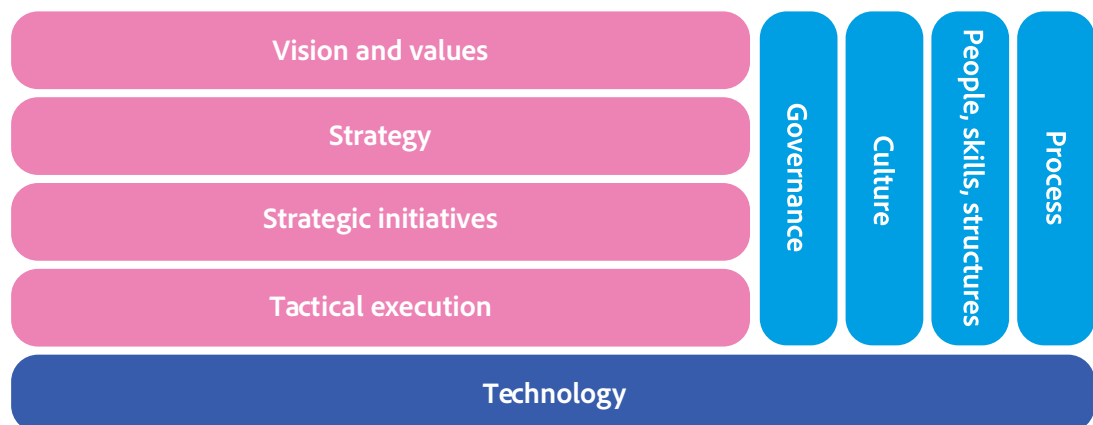 Vision and values
Strategy
Strategic initiatives
Tactical execution
Governance
Culture
People, skills, structures
Process
Technology